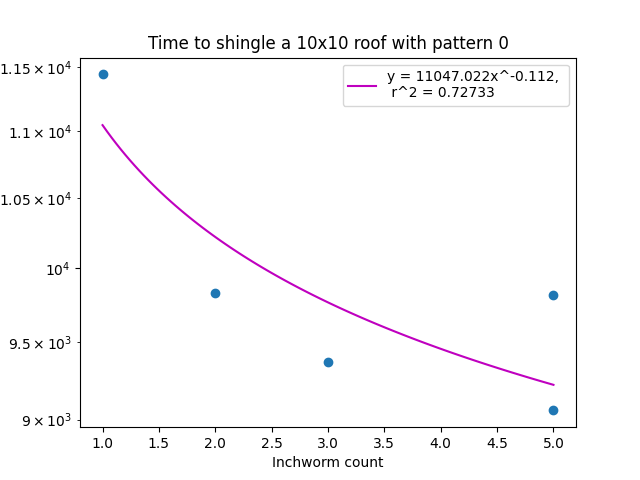 Time to shingle a 10x10 roof with pattern 0
y = 11047.022x^-0.112,
r^2 = 0.72733
1.15 × 10⁴
1.1 × 10⁴
1.05 × 10⁴
10⁴
9.5 × 10³
9 × 10³
1.0 1.5 2.0 2.5 3.0 3.5 4.0 4.5 5.0
Inchworm count